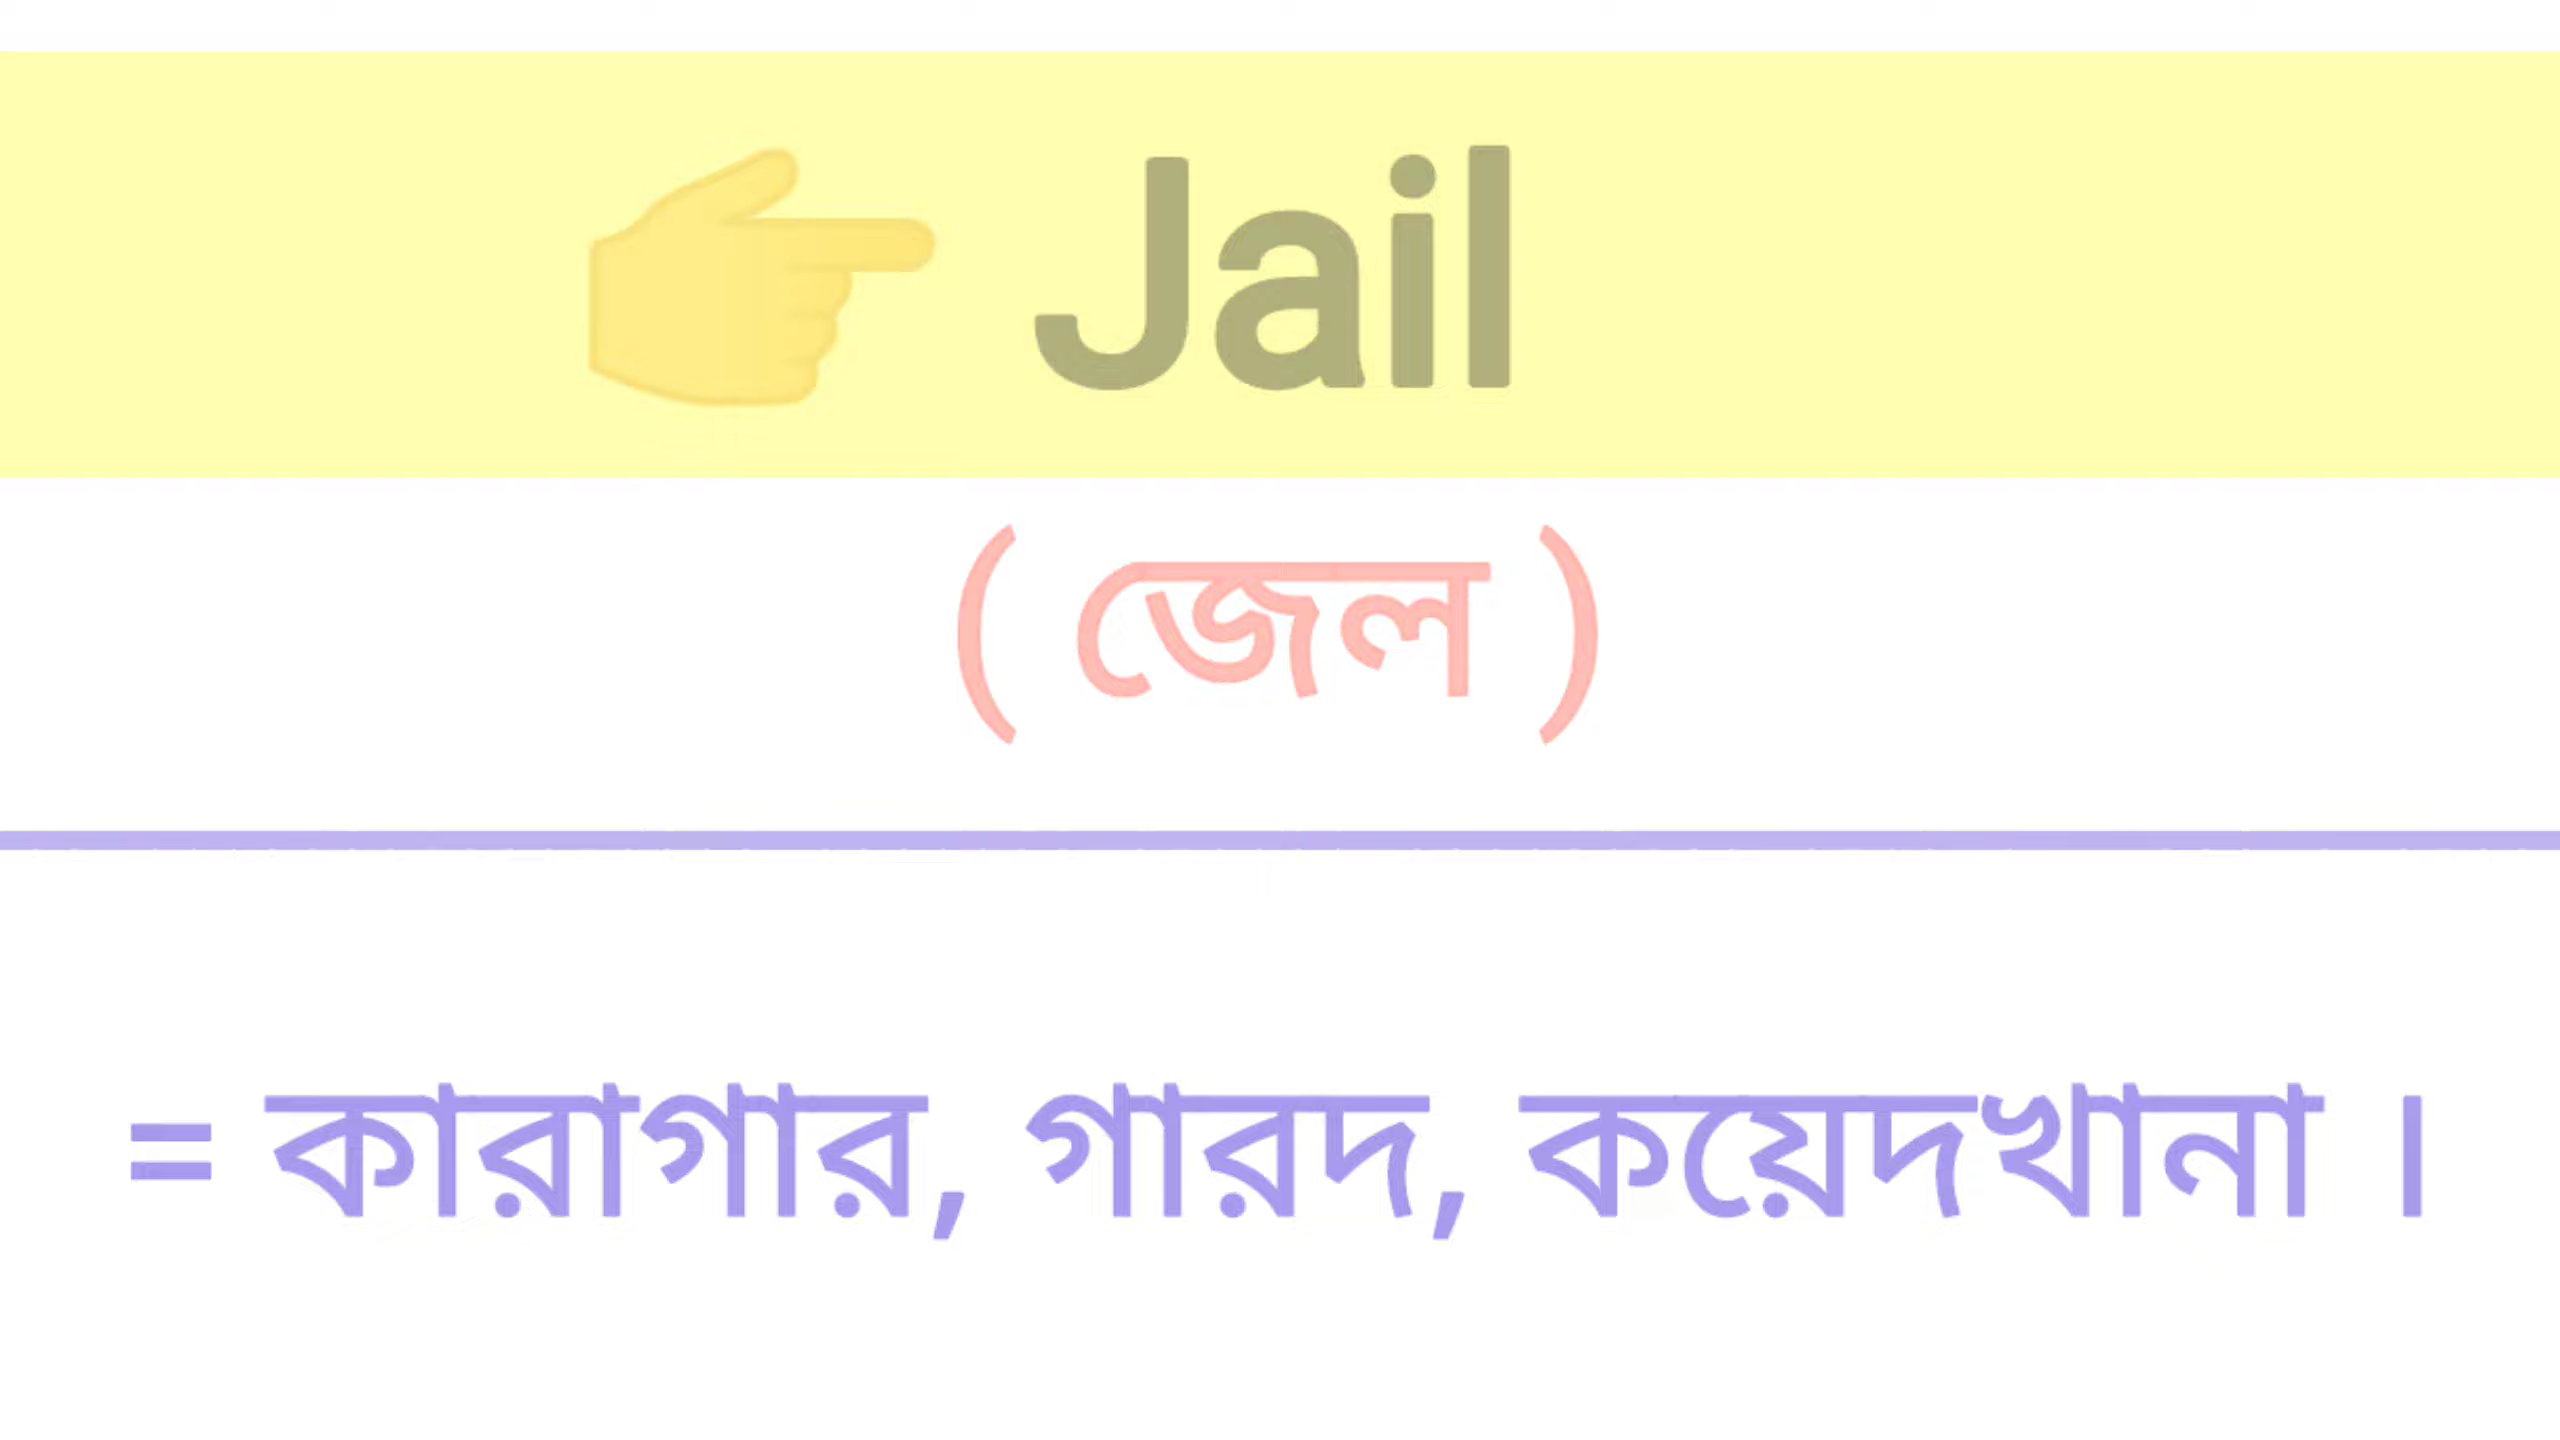 👉 Jail
( জেল )
= কারাগার, গারদ, কয়েদখানা ।